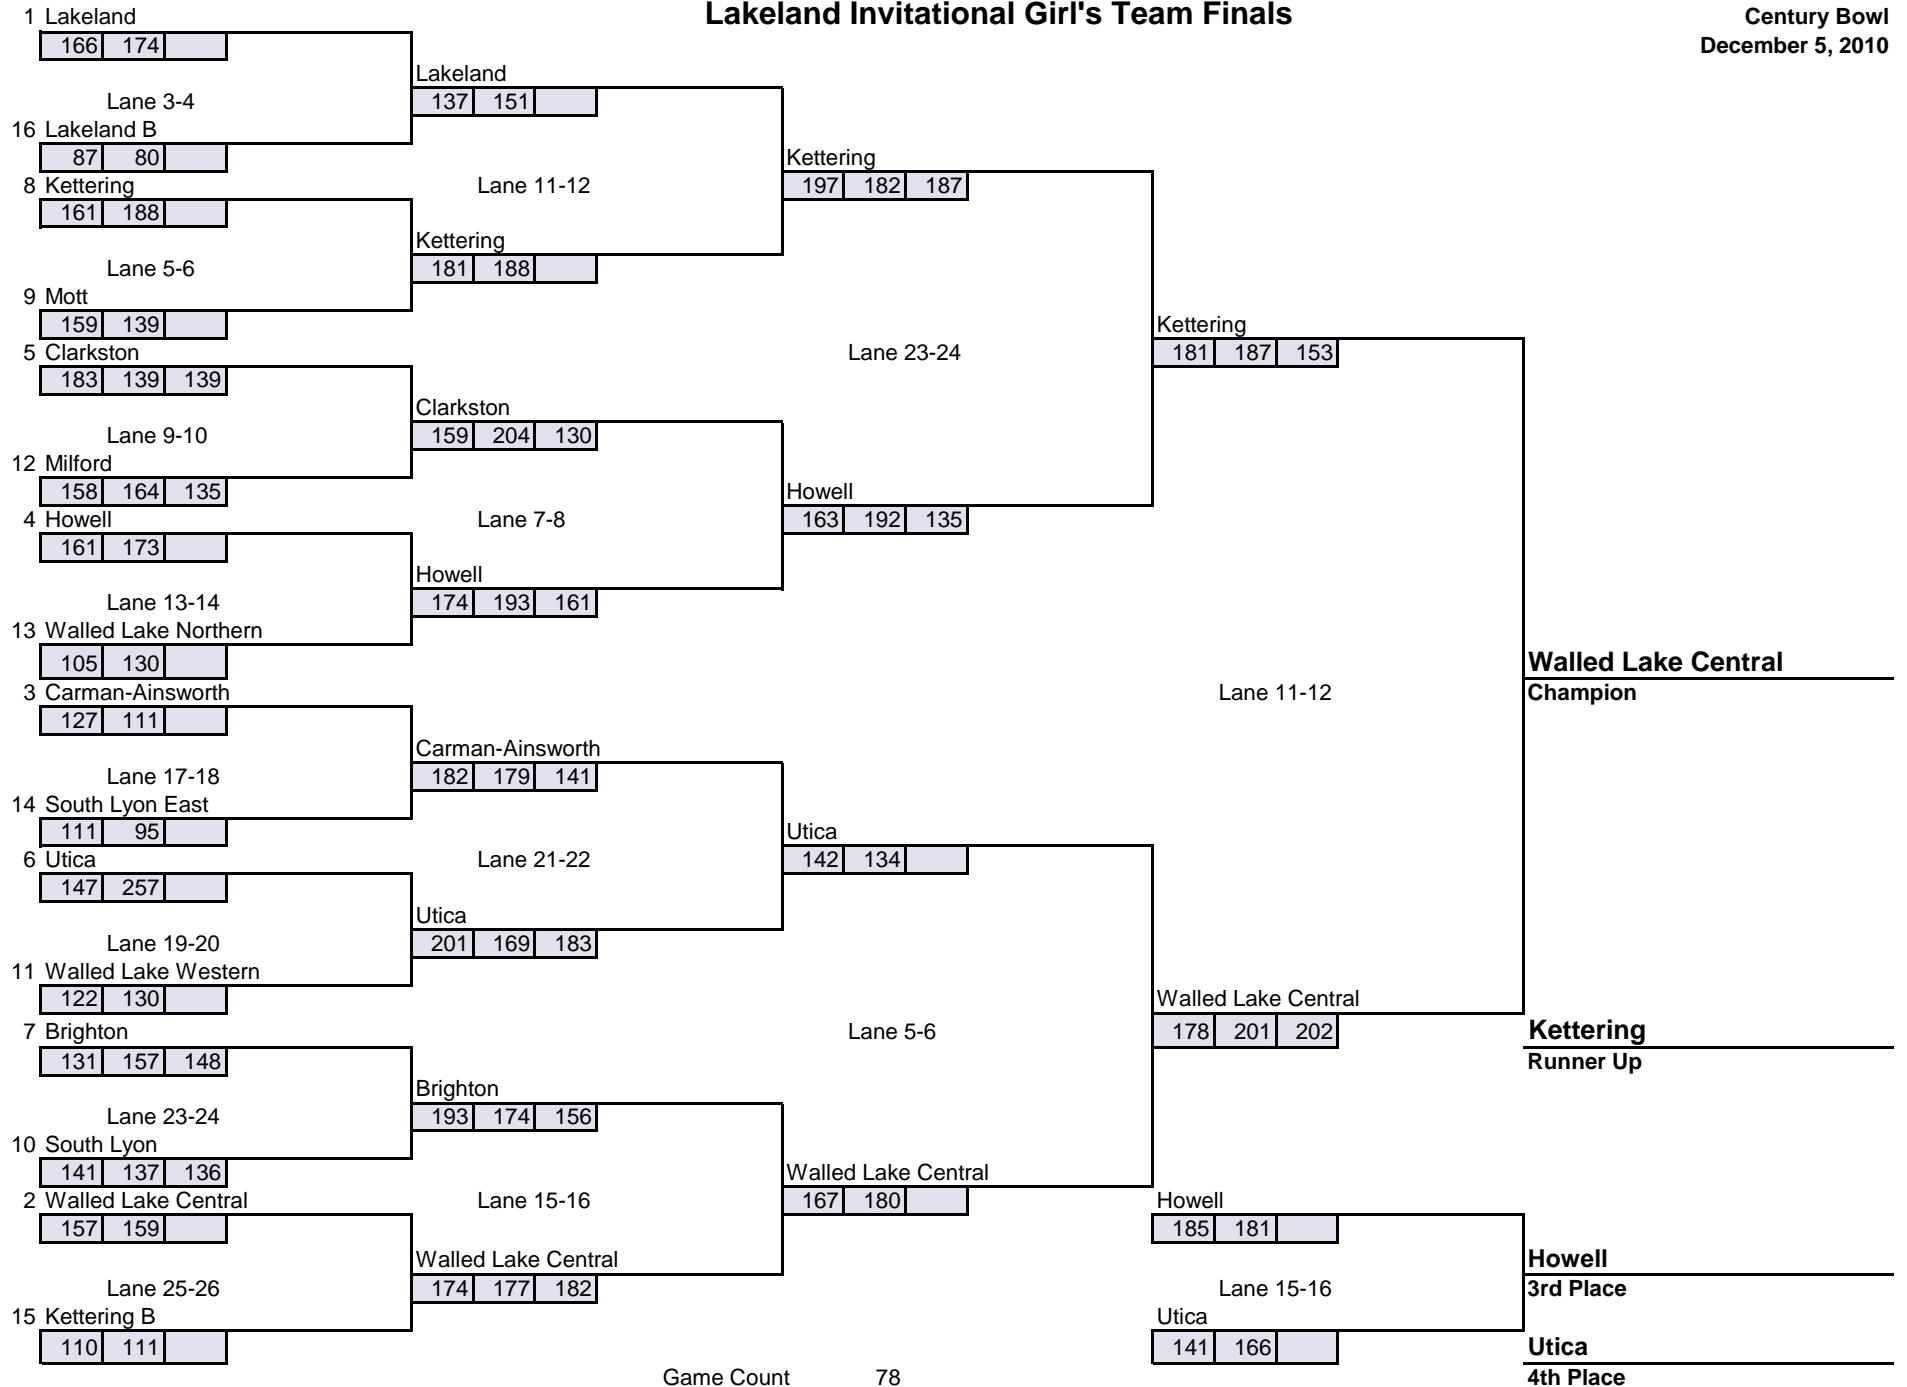 Lakeland Invitational Girl's Team Finals
Century Bowl
December 5, 2010
1 Lakeland
166 174
Lane 3-4
16 Lakeland B
87 80
8 Kettering
161 188
Lane 5-6
9 Mott
159 139
5 Clarkston
183 139 139
Lane 9-10
12 Milford
158 164 135
4 Howell
161 173
Lane 13-14
13 Walled Lake Northern
105 130
3 Carman-Ainsworth
127 111
Lane 17-18
14 South Lyon East
111 95
6 Utica
147 257
Lane 19-20
11 Walled Lake Western
122 130
7 Brighton
131 157 148
Lane 23-24
10 South Lyon
141 137 136
2 Walled Lake Central
157 159
Lane 25-26
15 Kettering B
110 111
Lakeland
137 151
Lane 11-12
Kettering
181 188
Clarkston
159 204 130
Lane 7-8
Howell
174 193 161
Carman-Ainsworth
182 179 141
Lane 21-22
Utica
201 169 183
Brighton
193 174 156
Lane 15-16
Walled Lake Central
174 177 182
Kettering
197 182 187
Lane 23-24
Howell
163 192 135
Utica
142 134
Lane 5-6
Walled Lake Central
167 180
Kettering
181 187 153
Lane 11-12
Walled Lake Central
178 201 202
Walled Lake Central
Champion
Kettering
Runner Up
Howell
185 181
Lane 15-16
Utica
141 166
Howell
3rd Place
Utica
4th Place
Game Count 78